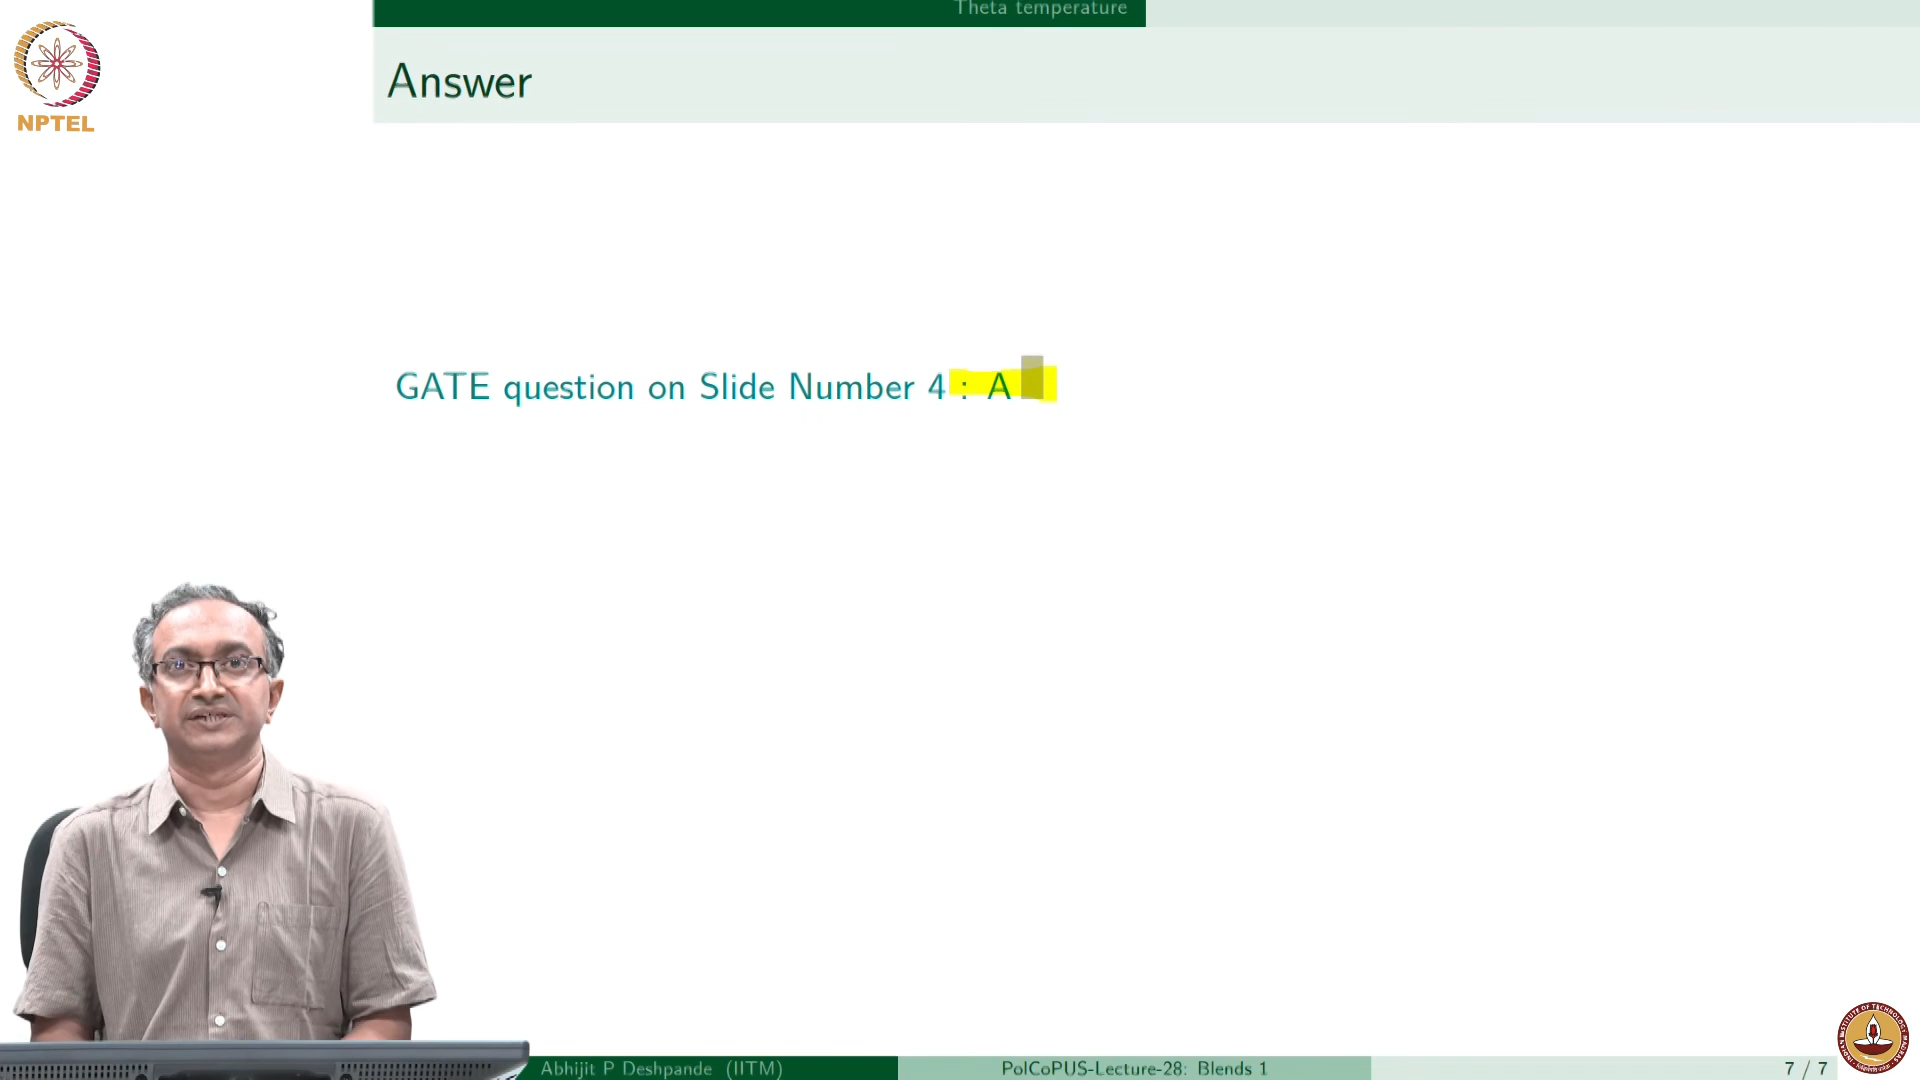 Theta temperature
NPTEL
Answer
GATE question on Slide Number 4 : A
Abhijit P Deshpande (IITM)
PolCoPUS-Lecture-28: Blends 1
7 / 7